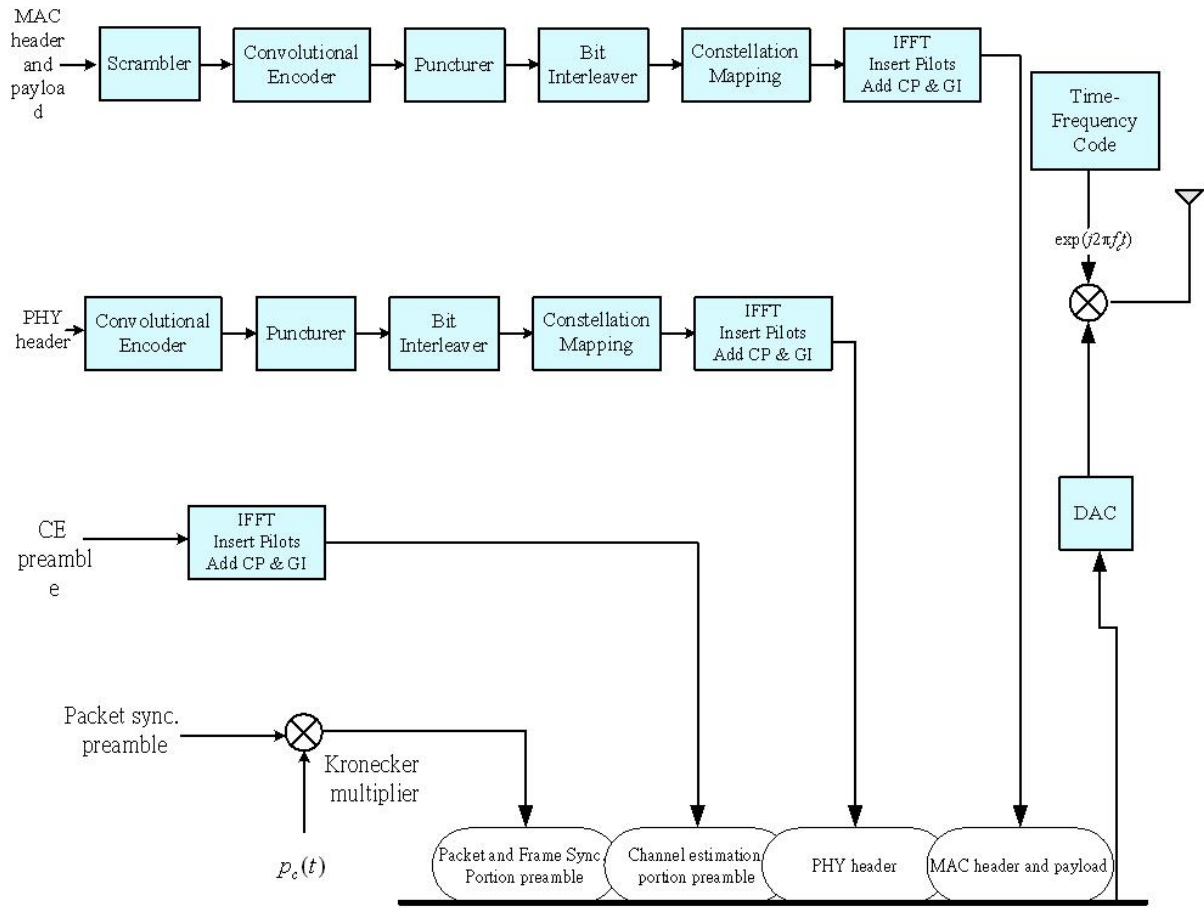 MAC
header
and
payloa
d
Scrambler
Convolutional
Encoder
Puncturer
Bit
Interleaver
Constellation
Mapping
IFFT
Insert Pilots
Add CP & GI
Time-
Frequency
Code
exp(j2πf_c t)
PHY
header
Convolutional
Encoder
Puncturer
Bit
Interleaver
Constellation
Mapping
IFFT
Insert Pilots
Add CP & GI
DAC
CE
preambl
e
IFFT
Insert Pilots
Add CP & GI
Packet sync.
preamble
Kronecker
multiplier
p_c(t)
Packet and Frame Sync.
Portion preamble
Channel estimation
portion preamble
PHY header
MAC header and payload